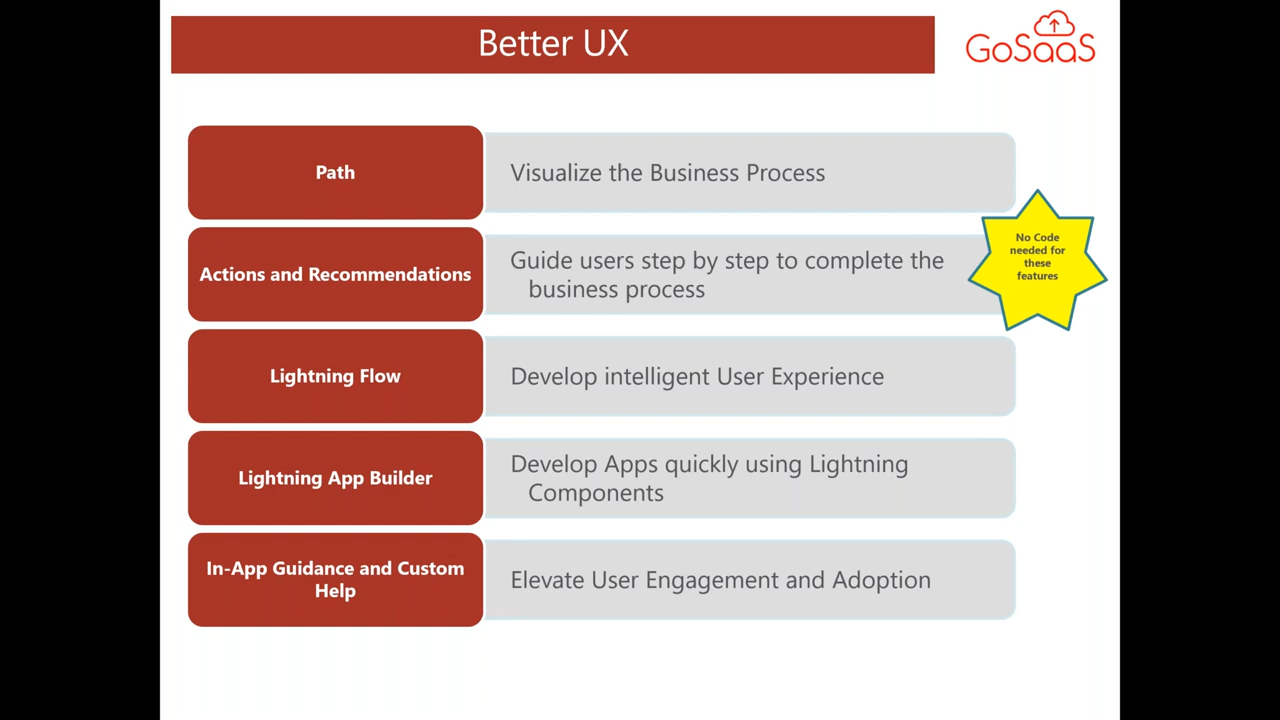 Better UX
GoSaaS
Path
Visualize the Business Process
Actions and Recommendations
Guide users step by step to complete the
business process
No Code
needed for
these
features
Lightning Flow
Develop intelligent User Experience
Lightning App Builder
Develop Apps quickly using Lightning
Components
In-App Guidance and Custom
Help
Elevate User Engagement and Adoption